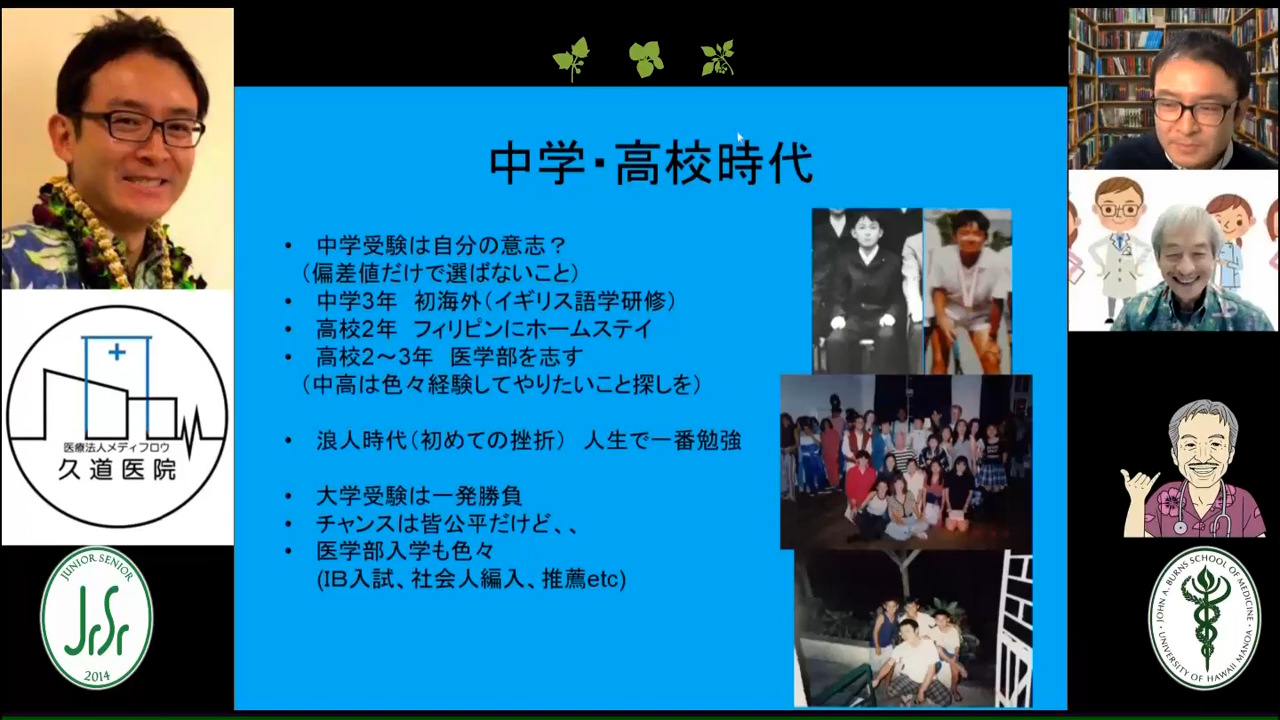 中学・高校時代
• 中学受験は自分の意志？
（偏差値だけで選ばないこと）
• 中学3年 初海外（イギリス語学研修）
• 高校2年 フィリピンにホームステイ
• 高校2～3年 医学部を志す
（中高は色々経験してやりたいこと探しを）
• 浪人時代（初めての挫折） 人生で一番勉強
• 大学受験は一発勝負
• チャンスは皆公平だけど、、
• 医学部入学も色々
(IB入試、社会人編入、推薦etc)
医療法人メディフロウ
久道医院
JUNIOR SENIOR
JrSr
2014
JOHN A. BURNS SCHOOL OF MEDICINE
UNIVERSITY OF HAWAII MANOA